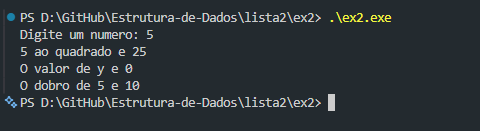 PS D:\GitHub\Estrutura-de-Dados\lista2\ex2> .\ex2.exe
Digite um numero: 5
5 ao quadrado e 25
O valor de y e 0
O dobro de 5 e 10
PS D:\GitHub\Estrutura-de-Dados\lista2\ex2>